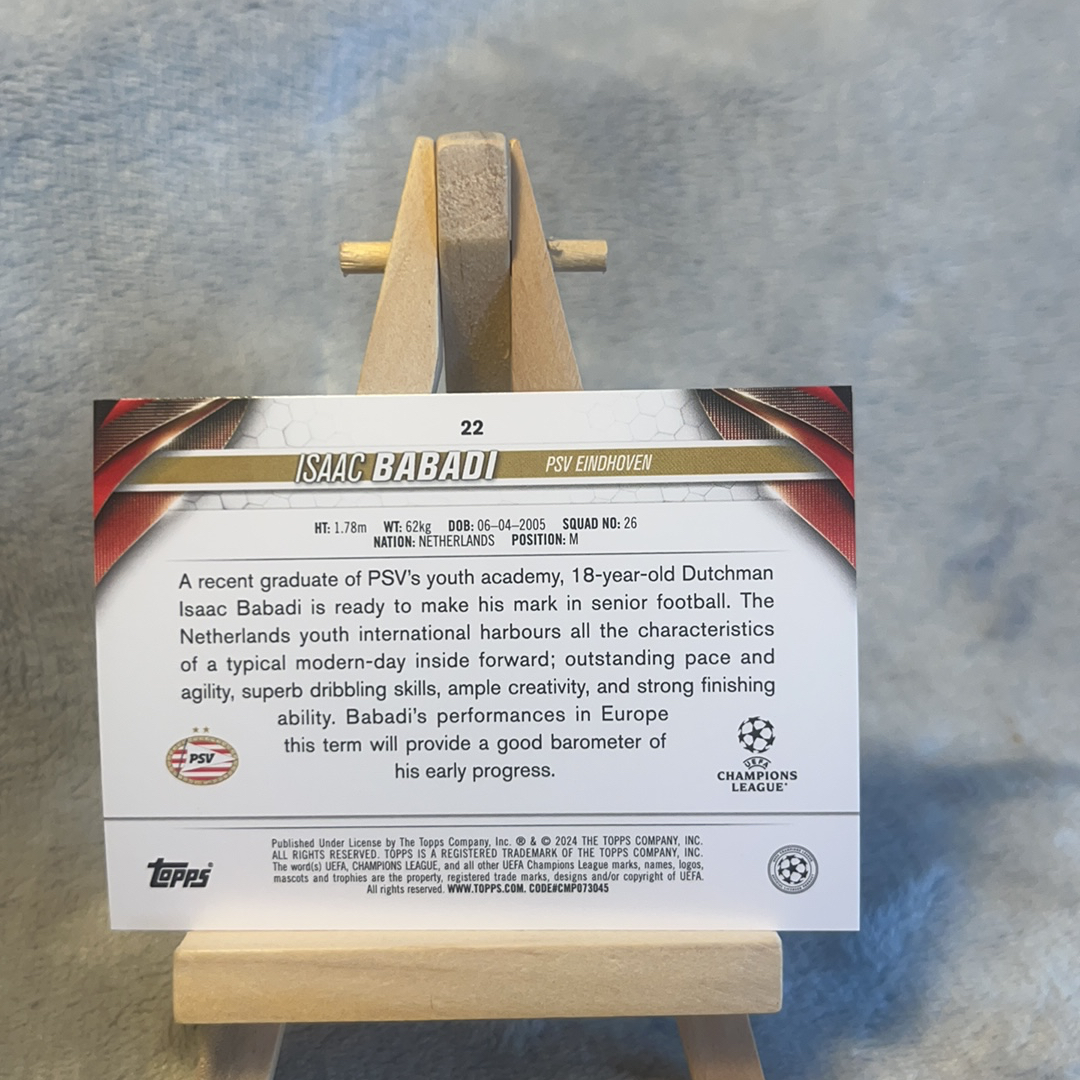 22
ISAAC BABADI PSV EINDHOVEN
HT: 1.78m WT: 62kg DOB: 06–04–2005 SQUAD NO: 26
NATION: NETHERLANDS POSITION: M
A recent graduate of PSV's youth academy, 18-year-old Dutchman
Isaac Babadi is ready to make his mark in senior football. The
Netherlands youth international harbours all the characteristics
of a typical modern-day inside forward; outstanding pace and
agility, superb dribbling skills, ample creativity, and strong finishing
ability. Babadi's performances in Europe
this term will provide a good barometer of
his early progress.
PSV
UEFA
CHAMPIONS
LEAGUE
Published Under License by The Topps Company, Inc. ® & © 2024 THE TOPPS COMPANY, INC.
ALL RIGHTS RESERVED. TOPPS IS A REGISTERED TRADEMARK OF THE TOPPS COMPANY, INC.
The word(s) UEFA, CHAMPIONS LEAGUE, and all other UEFA Champions League marks, names, logos,
mascots and trophies are the property, registered trade marks, designs and/or copyright of UEFA.
All rights reserved. WWW.TOPPS.COM. CODE#CMP073045
Topps®